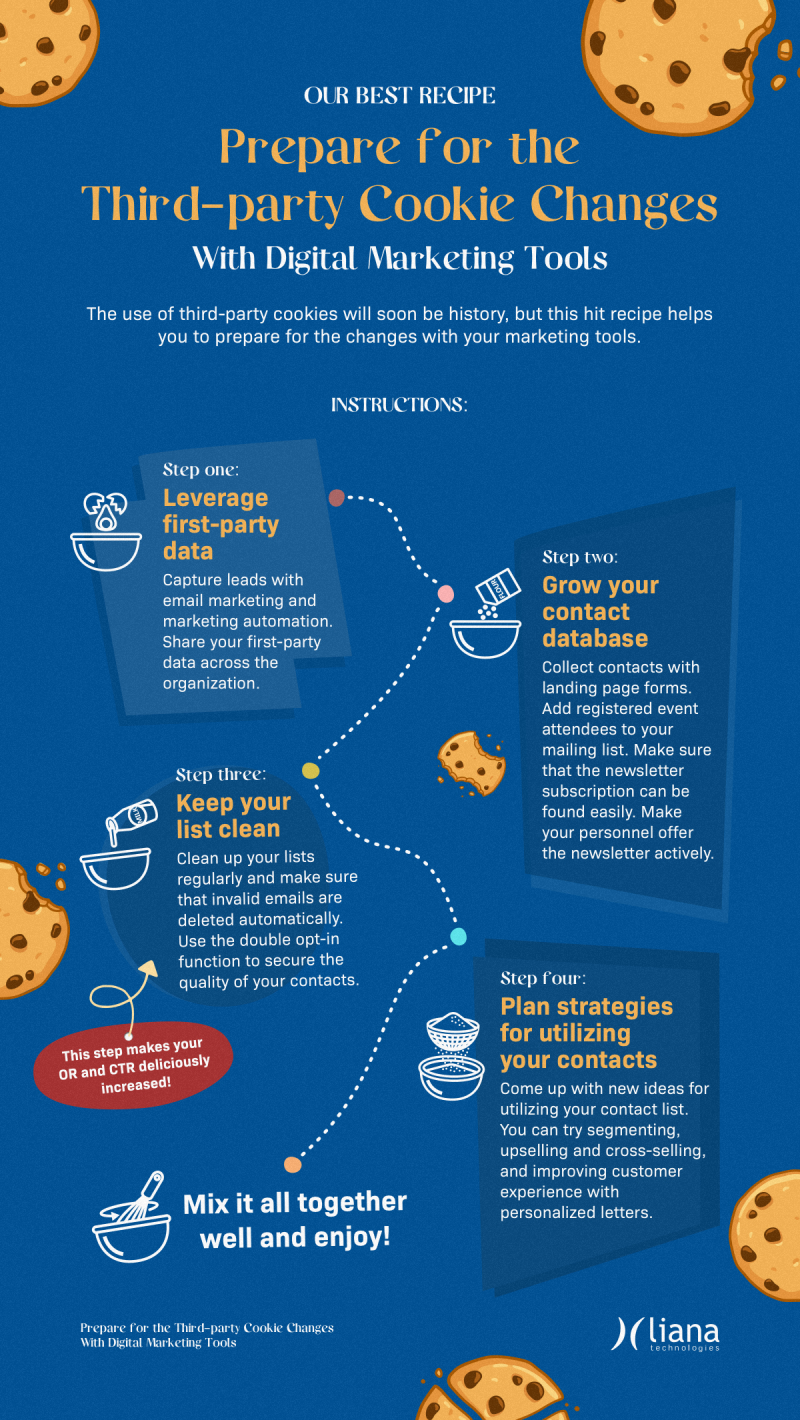 OUR BEST RECIPE
Prepare for the
Third-party Cookie Changes
With Digital Marketing Tools
The use of third-party cookies will soon be history, but this hit recipe helps
you to prepare for the changes with your marketing tools.
INSTRUCTIONS:
Step one:
Leverage
first-party
data
Capture leads with
email marketing and
marketing automation.
Share your first-party
data across the
organization.
FLOUR
Step two:
Grow your
contact
database
Collect contacts with
landing page forms.
Add registered event
attendees to your
mailing list. Make sure
that the newsletter
subscription can be
found easily. Make
your personnel offer
the newsletter actively.
MILK
Step three:
Keep your
list clean
Clean up your lists
regularly and make sure
that invalid emails are
deleted automatically.
Use the double opt-in
function to secure the
quality of your contacts.
This step makes your
OR and CTR deliciously
increased!
Step four:
Plan strategies
for utilizing
your contacts
Come up with new ideas for
utilizing your contact list.
You can try segmenting,
upselling and cross-selling,
and improving customer
experience with
personalized letters.
Mix it all together
well and enjoy!
Prepare for the Third-party Cookie Changes
With Digital Marketing Tools
liana
technologies